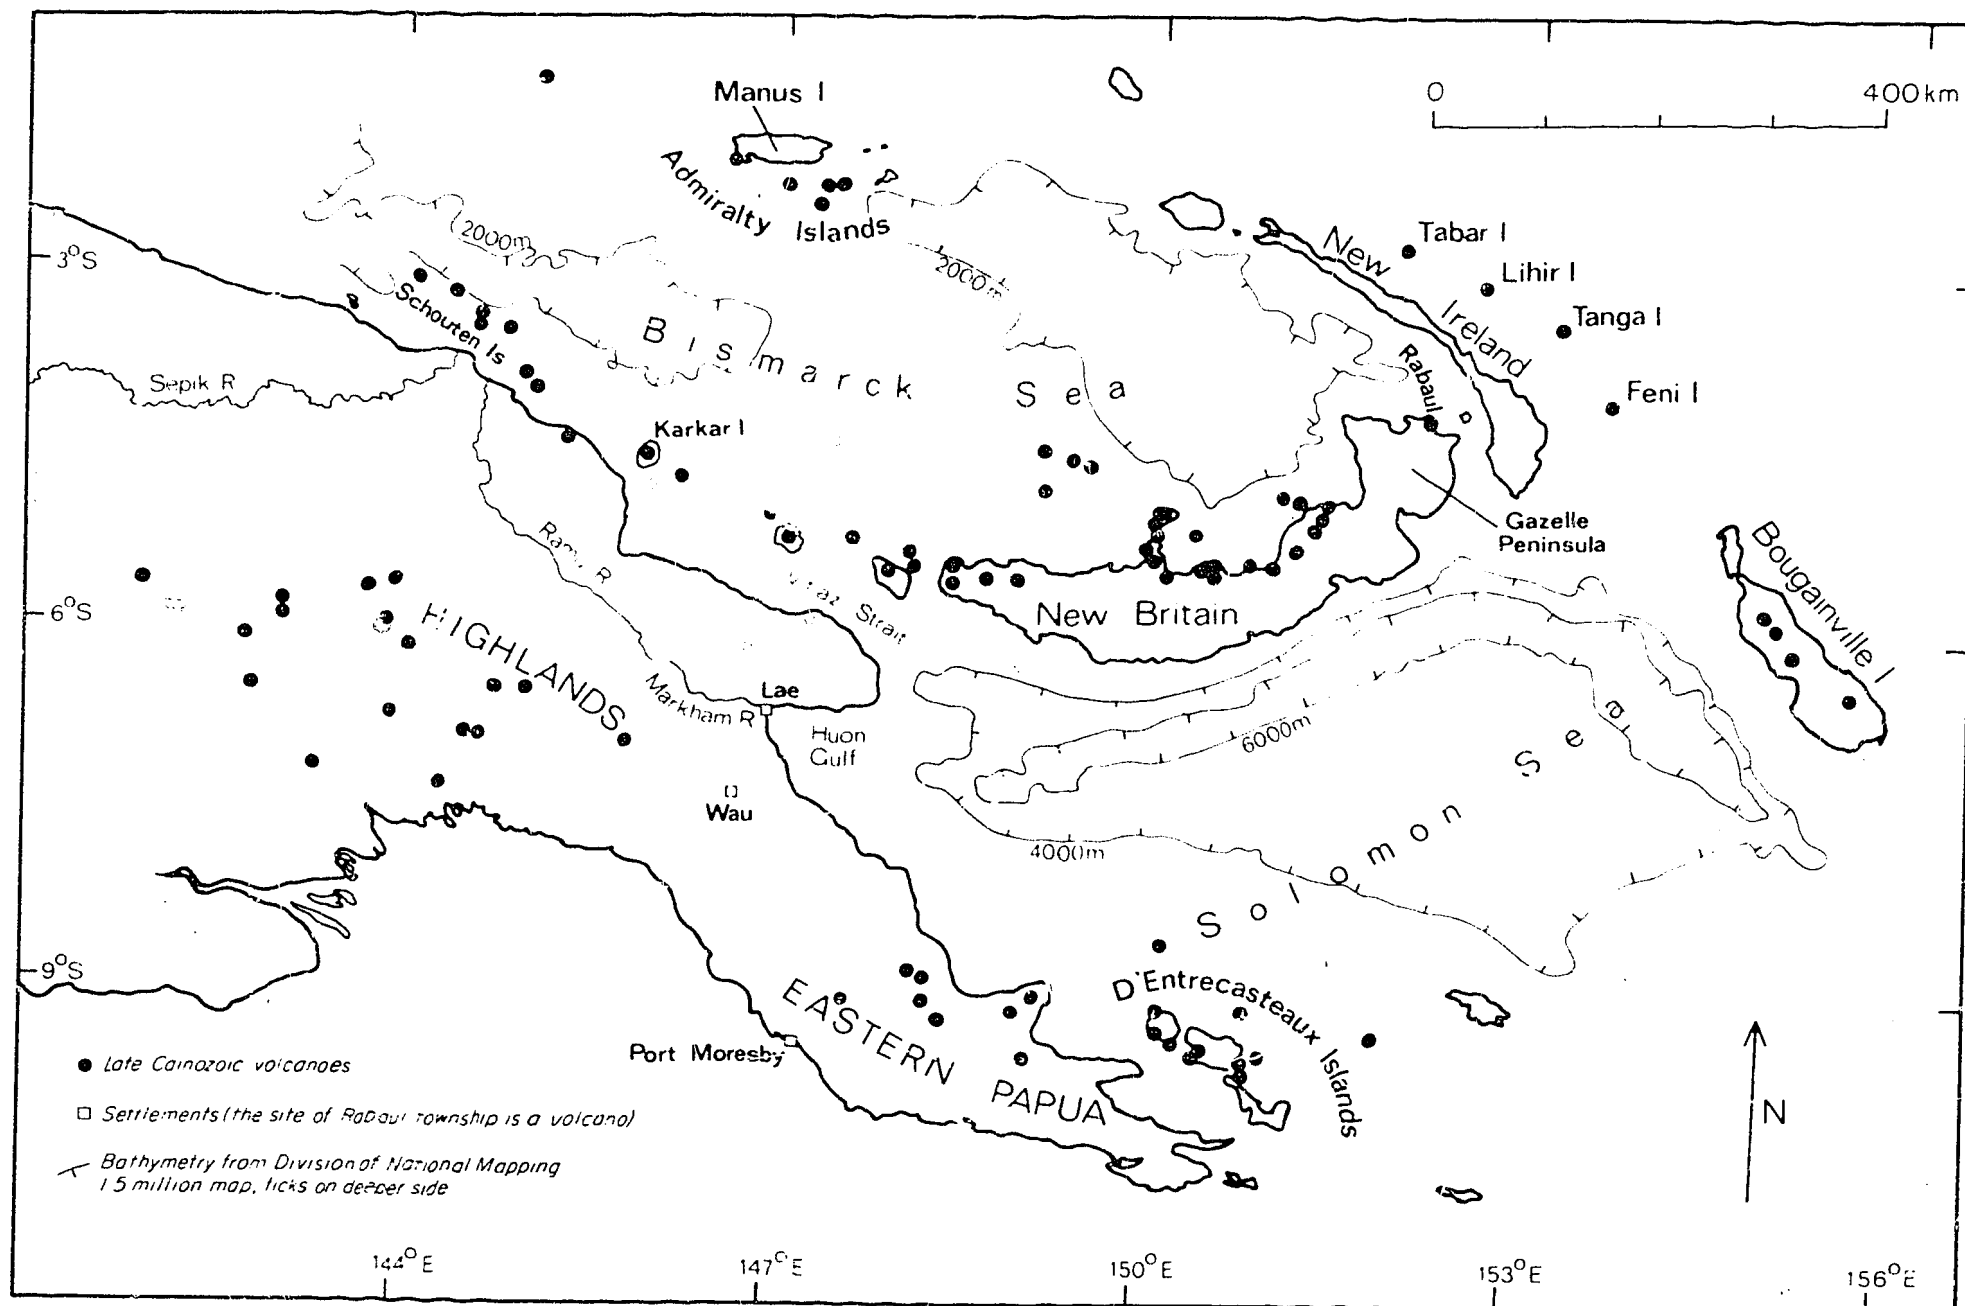 Manus I
0 400km
Admiralty Islands
2000m
3°S
2000m
New Ireland
Tabar I
Lihir I
Tanga I
Feni I
Schouten Is
Bismarck Sea
Rabaul
Sepik R
Karkar I
Gazelle
Peninsula
Ramu R
Vitiaz Strait
New Britain
Bougainville I
6°S
HIGHLANDS
Markham R
Lae
Huon
Gulf
6000m
Wau
4000m
Solomon Sea
9°S
EASTERN PAPUA
D'Entrecasteaux Islands
Port Moresby
Late Cainozoic volcanoes
Settlements (the site of Rabaul township is a volcano)
Bathymetry from Division of National Mapping
1:5 million map, ticks on deeper side
N
144°E
147°E
150°E
153°E
156°E